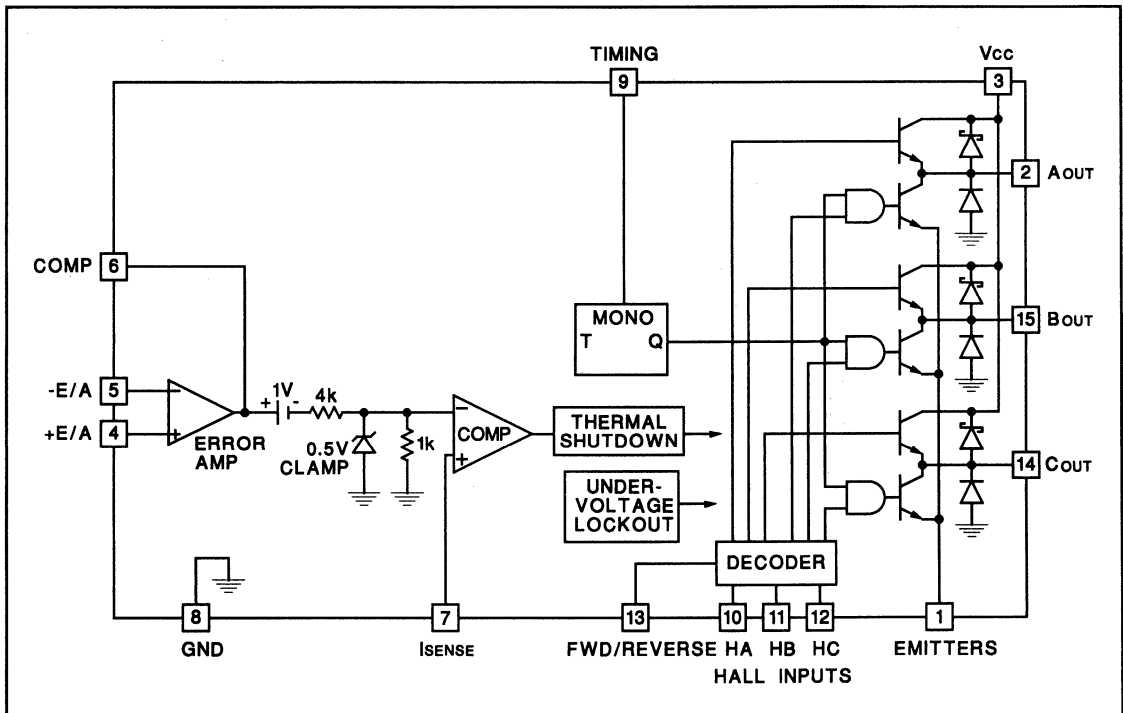 TIMING
Vcc
9
3
2 AOUT
COMP 6
MONO
T Q
15 BOUT
-E/A 5
+E/A 4
ERROR
AMP
+ 1V -
4k
0.5V
CLAMP
1k
-
COMP
+
THERMAL
SHUTDOWN
14 COUT
UNDER-
VOLTAGE
LOCKOUT
DECODER
8
7
13
10
11
12
1
GND
ISENSE
FWD/REVERSE HA HB HC
EMITTERS
HALL INPUTS